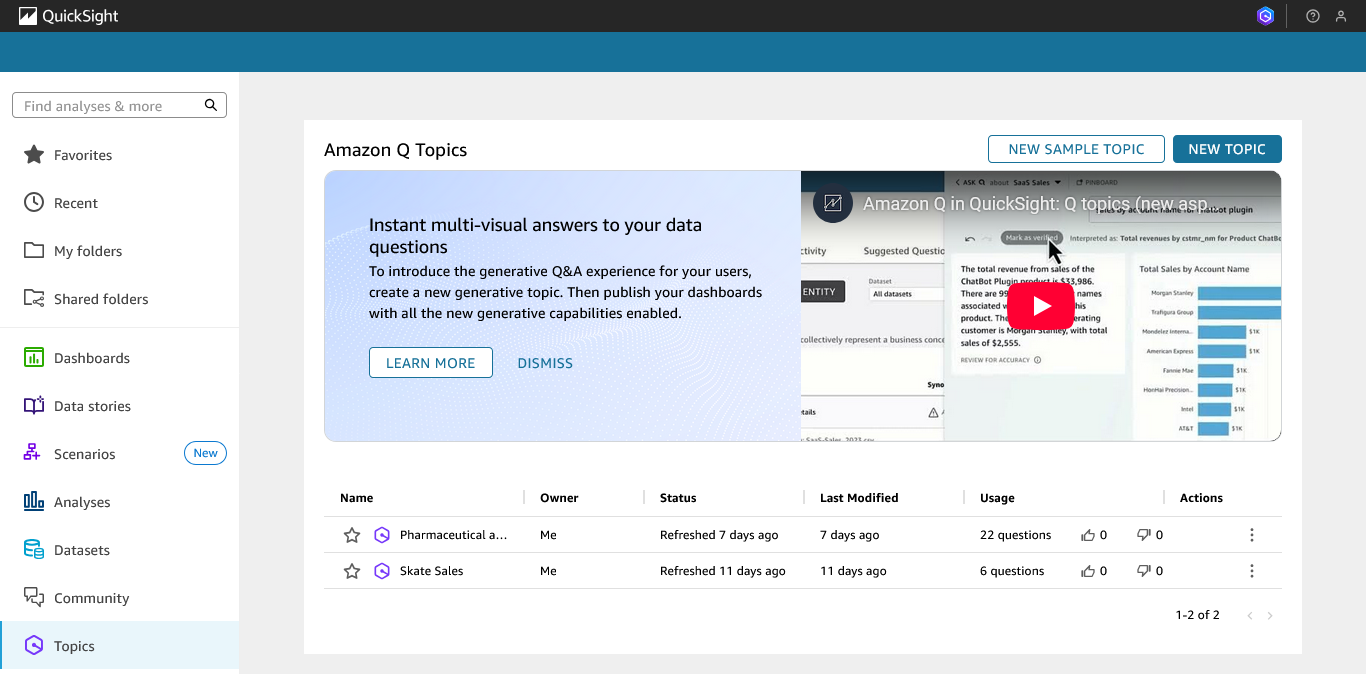 QuickSight
Find analyses & more
Favorites
Recent
My folders
Shared folders
Dashboards
Data stories
Scenarios New
Analyses
Datasets
Community
Topics
Amazon Q Topics
NEW SAMPLE TOPIC NEW TOPIC
Instant multi-visual answers to your data
questions
To introduce the generative Q&A experience for your users,
create a new generative topic. Then publish your dashboards
with all the new generative capabilities enabled.
LEARN MORE DISMISS
ASK Q about SaaS Sales PINBOARD
Amazon Q in QuickSight: Q topics (new asp...
Mark as verified Interpreted as: Total revenues by cstmr_nm for Product ChatBo
Suggested Questio
ENTITY
Dataset
All datasets
collectively represent a business conce
Syno
The total revenue from sales of the
ChatBot Plugin product is $33,986.
There are 99 names
associated w
product. The erating
customer is Morgan Stanley, with total
sales of $2,555.
REVIEW FOR ACCURACY
Total Sales by Account Name
Morgan Stanley
Trafigura Group
Mondelez Interna... $1K
American Express $1K
Fannie Mae $1K
HonHai Precision... $1K
Intel $1K
AT&T $1K
Name Owner Status Last Modified Usage Actions
Pharmaceutical a... Me Refreshed 7 days ago 7 days ago 22 questions 0 0
Skate Sales Me Refreshed 11 days ago 11 days ago 6 questions 0 0
1-2 of 2